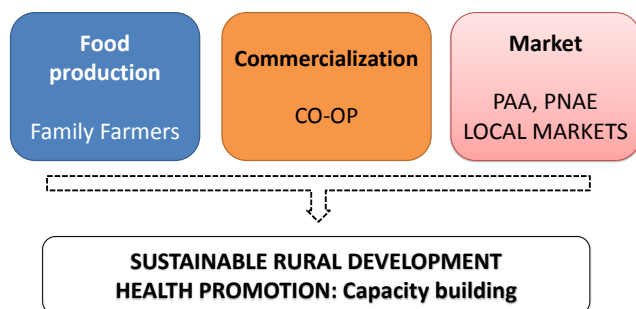 Food
production
Family Farmers
Commercialization
CO-OP
Market
PAA, PNAE
LOCAL MARKETS
SUSTAINABLE RURAL DEVELOPMENT
HEALTH PROMOTION: Capacity building